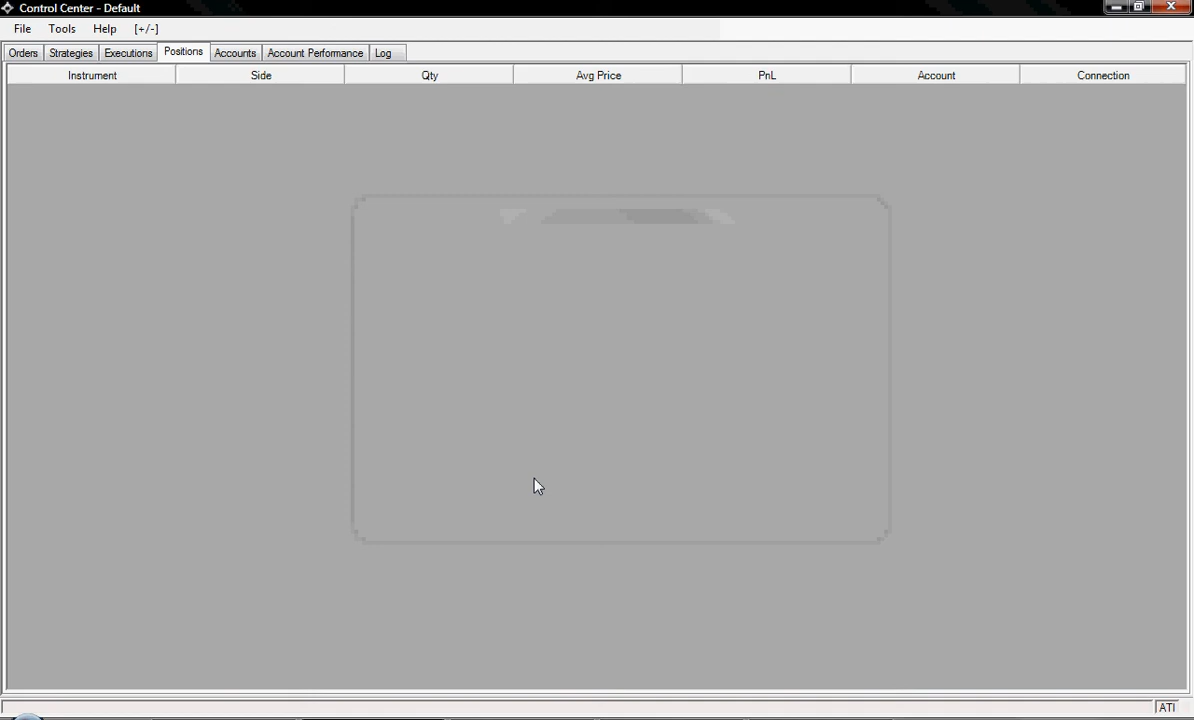 Control Center - Default
File Tools Help [+/-]
Orders Strategies Executions Positions Accounts Account Performance Log
Instrument Side Qty Avg Price PnL Account Connection
ATI